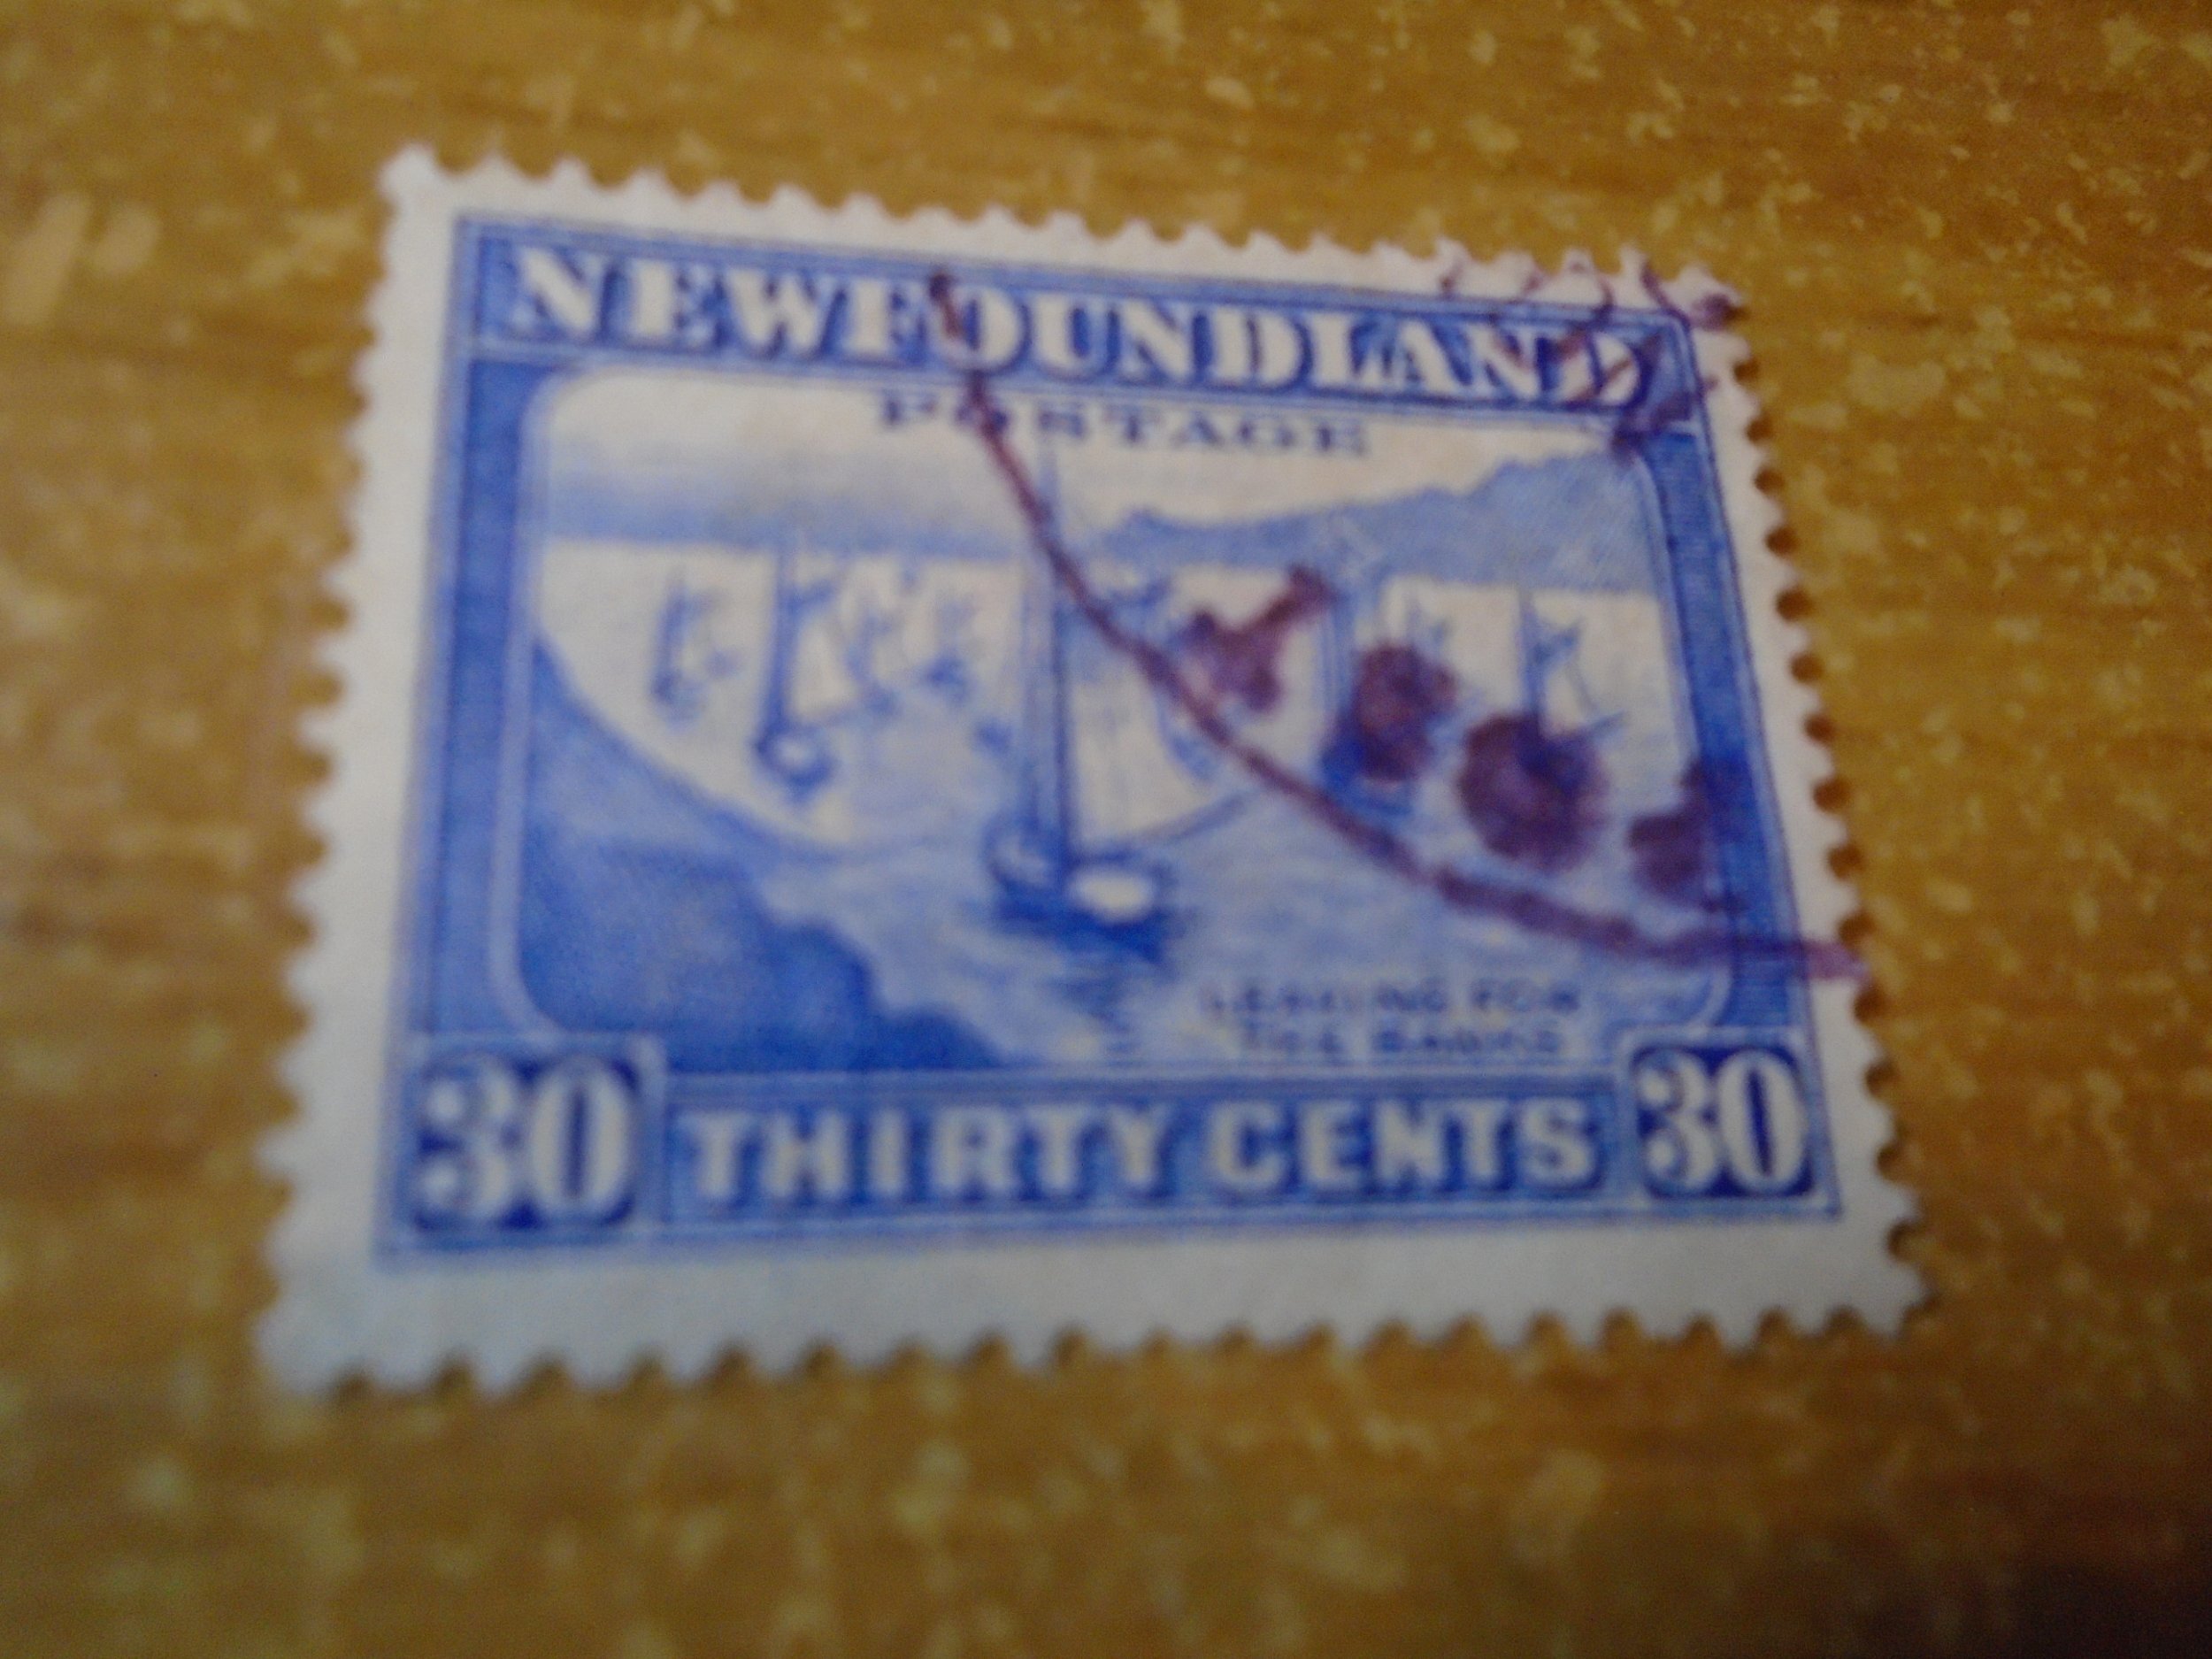 NEWFOUNDLAND
POSTAGE
LEAVING FOR
THE BANKS
30 THIRTY CENTS 30